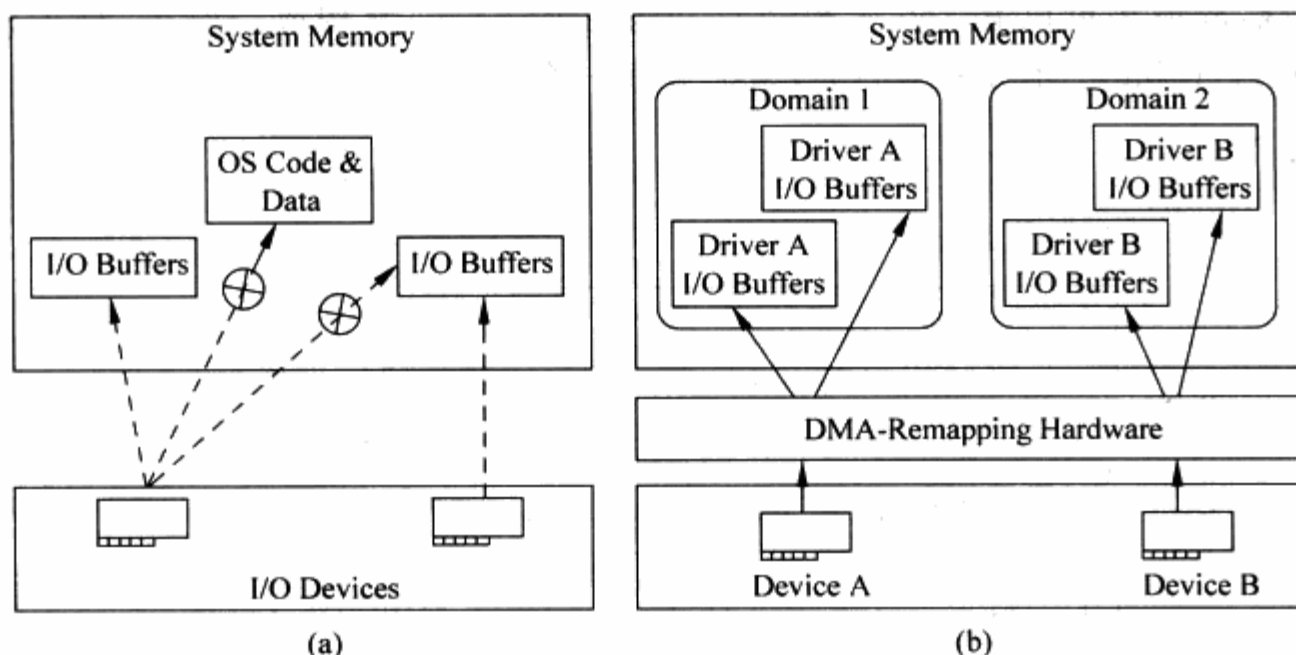 System Memory
OS Code &
Data
I/O Buffers
I/O Buffers
I/O Devices
(a)
System Memory
Domain 1
Driver A
I/O Buffers
Driver A
I/O Buffers
Domain 2
Driver B
I/O Buffers
Driver B
I/O Buffers
DMA-Remapping Hardware
Device A
Device B
(b)